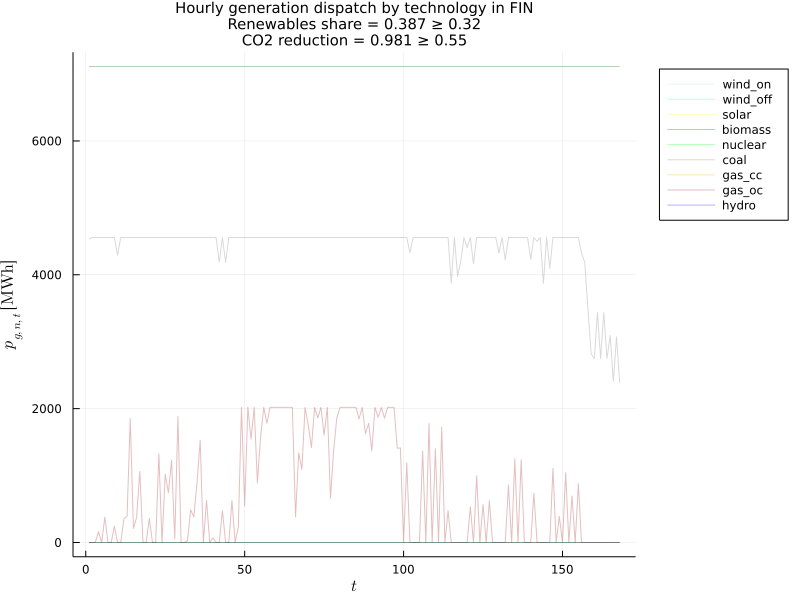 Hourly generation dispatch by technology in FIN
Renewables share = 0.387 ≥ 0.32
CO2 reduction = 0.981 ≥ 0.55
wind_on
wind_off
solar
biomass
nuclear
coal
gas_cc
gas_oc
hydro
6000
4000
2000
0
p_{g,n,t} [MWh]
0 50 100 150
t